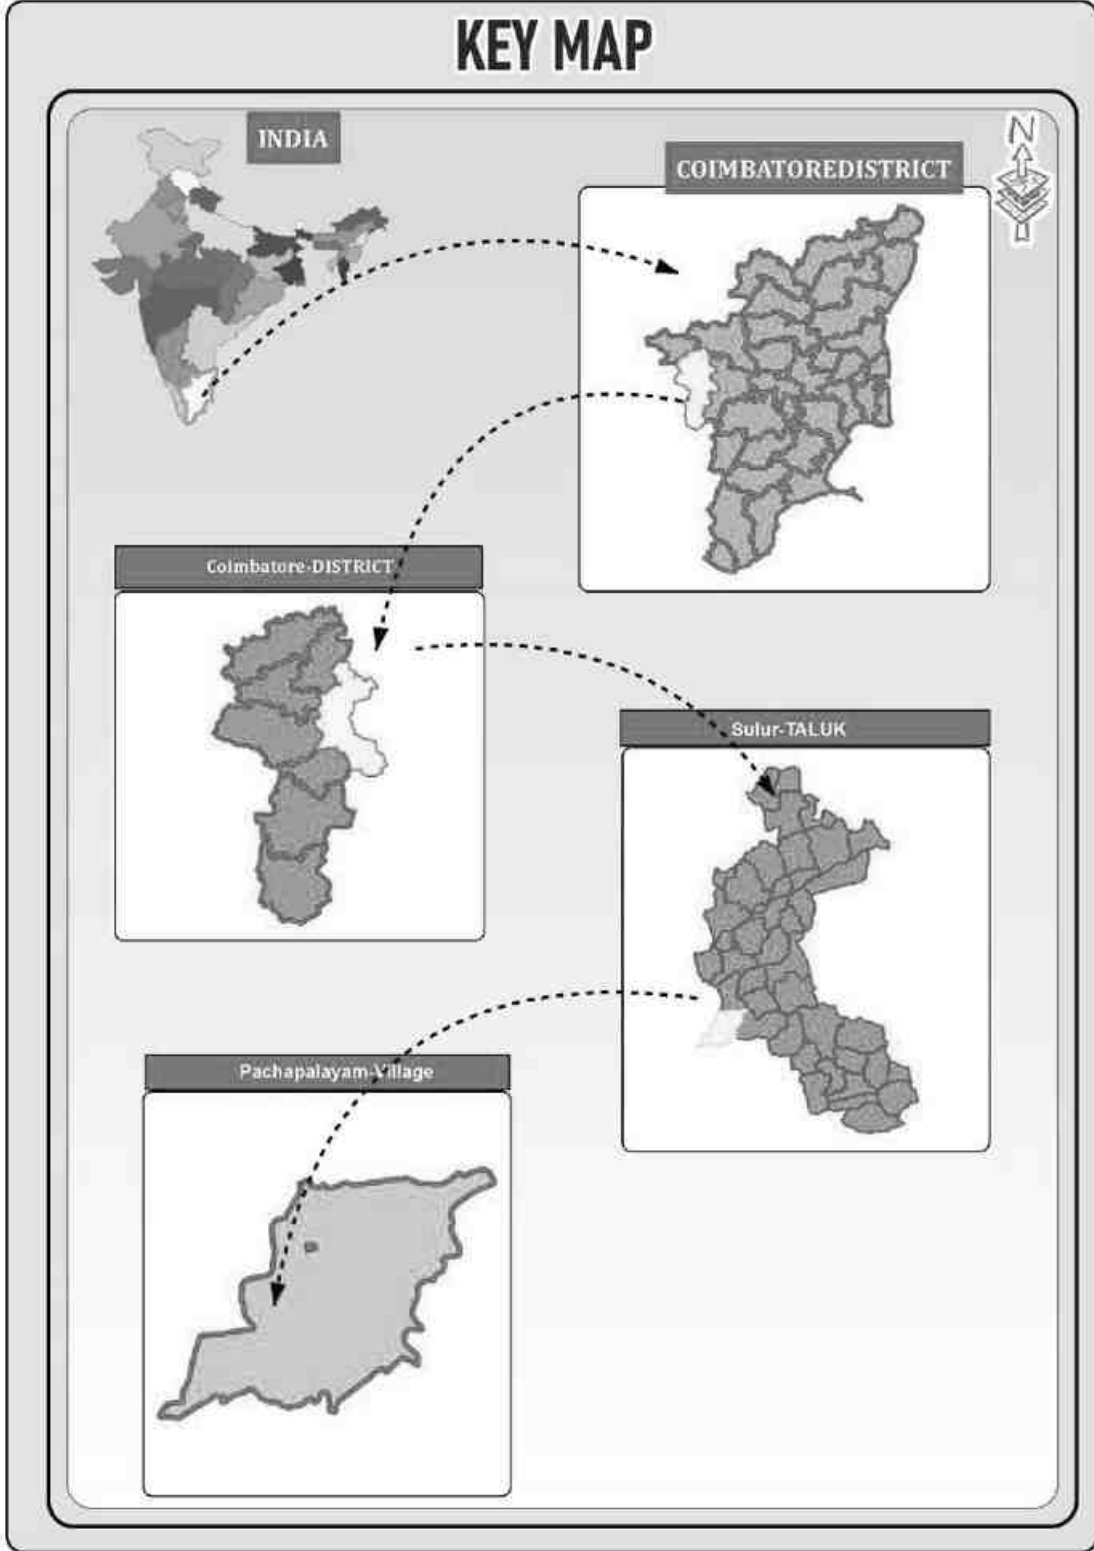 KEY MAP
INDIA
N
COIMBATOREDISTRICT
Coimbatore-DISTRICT
Sulur-TALUK
Pachapalayam-Village